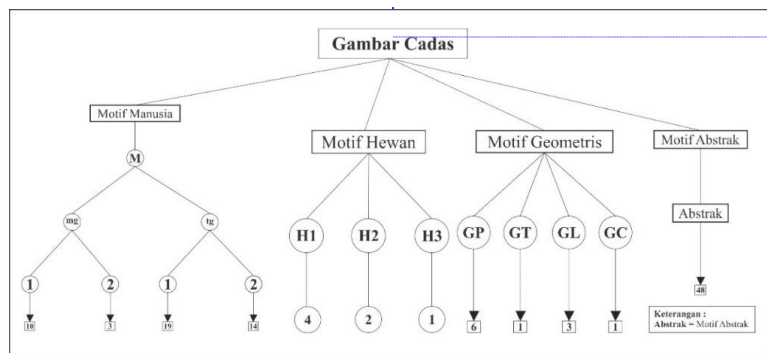 Gambar Cadas
Motif Manusia
Motif Hewan
Motif Geometris
Motif Abstrak
M
mg
tg
Abstrak
H1
H2
H3
GP
GT
GL
GC
1
2
1
2
48
10
3
19
14
4
2
1
6
1
3
1
Keterangan :
Abstrak = Motif Abstrak